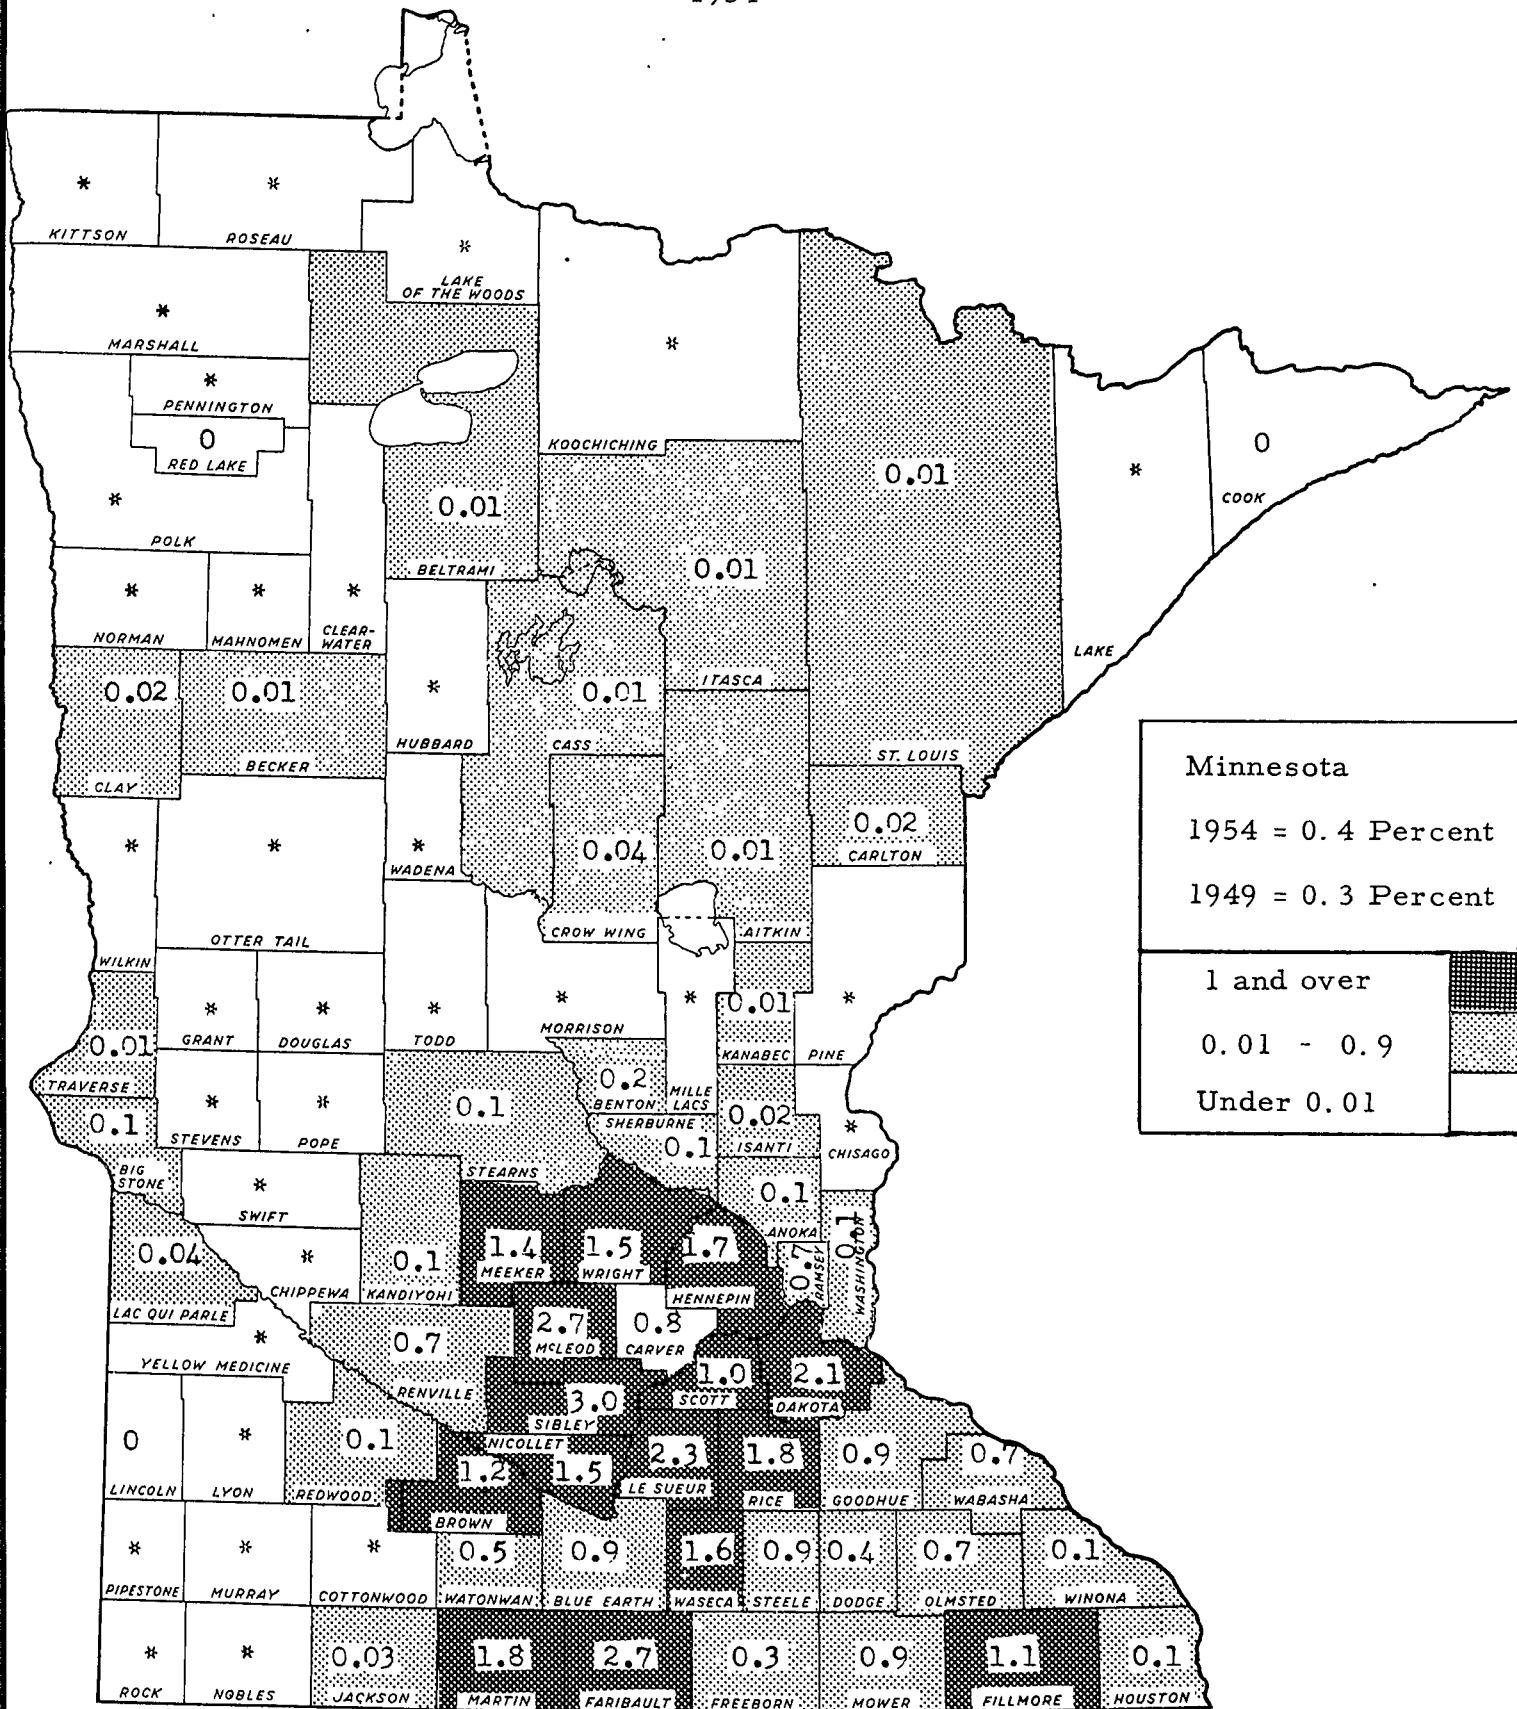 *
KITTSON
*
ROSEAU
*
LAKE
OF THE WOODS
*
MARSHALL
*
PENNINGTON
0
RED LAKE
*
POLK
*
KOOCHICHING
0.01
ST. LOUIS
*
LAKE
0
COOK
0.01
BELTRAMI
0.01
ITASCA
*
NORMAN
*
MAHNOMEN
*
CLEAR-
WATER
0.02
CLAY
0.01
BECKER
*
HUBBARD
0.01
CASS
*
WILKIN
*
OTTER TAIL
*
WADENA
0.04
CROW WING
0.01
AITKIN
0.02
CARLTON
Minnesota
1954 = 0.4 Percent
1949 = 0.3 Percent
1 and over
0.01 - 0.9
Under 0.01
0.01
TRAVERSE
*
GRANT
*
DOUGLAS
*
TODD
*
MORRISON
*
MILLE
LACS
0.01
KANABEC
*
PINE
0.1
BIG
STONE
*
STEVENS
*
POPE
0.1
STEARNS
0.2
BENTON
SHERBURNE
0.1
0.02
ISANTI
*
CHISAGO
*
SWIFT
0.1
ANOKA
0.1
WASHINGTON
0.7
RAMSEY
0.04
LAC QUI PARLE
*
CHIPPEWA
0.1
KANDIYOHI
1.4
MEEKER
1.5
WRIGHT
1.7
HENNEPIN
*
YELLOW MEDICINE
0.7
RENVILLE
2.7
McLEOD
0.8
CARVER
1.0
SCOTT
2.1
DAKOTA
3.0
SIBLEY
0
LINCOLN
*
LYON
0.1
REDWOOD
1.2
BROWN
NICOLLET
1.5
2.3
LE SUEUR
1.8
RICE
0.9
GOODHUE
0.7
WABASHA
*
PIPESTONE
*
MURRAY
*
COTTONWOOD
0.5
WATONWAN
0.9
BLUE EARTH
1.6
WASECA
0.9
STEELE
0.4
DODGE
0.7
OLMSTED
0.1
WINONA
*
ROCK
*
NOBLES
0.03
JACKSON
1.8
MARTIN
2.7
FARIBAULT
0.3
FREEBORN
0.9
MOWER
1.1
FILLMORE
0.1
HOUSTON